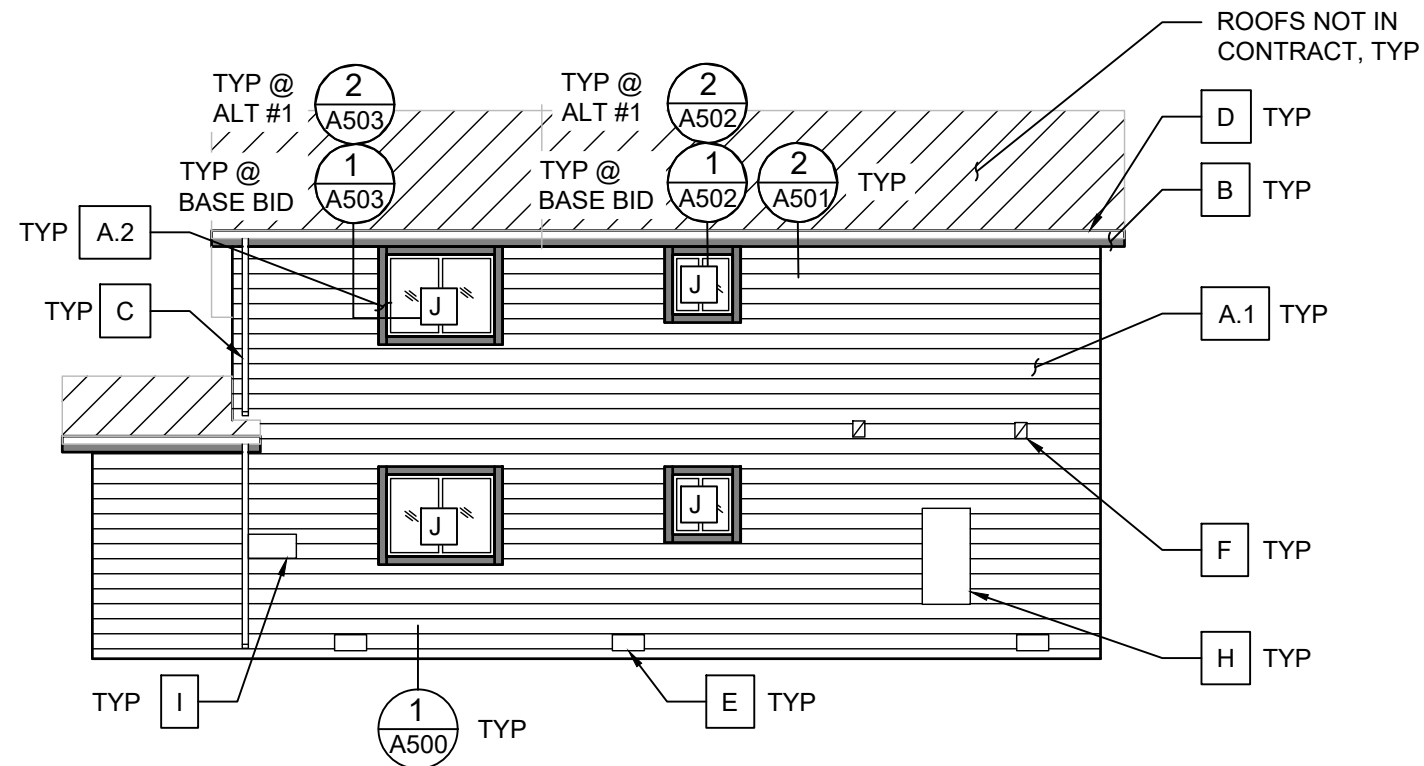 ROOFS NOT IN
CONTRACT, TYP
TYP @
ALT #1
2
A503
TYP @
ALT #1
2
A502
D TYP
TYP @
BASE BID
1
A503
TYP @
BASE BID
1
A502
2
A501
TYP
B TYP
TYP A.2
J
J
TYP C
A.1 TYP
J
J
F TYP
H TYP
TYP I
1
A500
TYP
E TYP